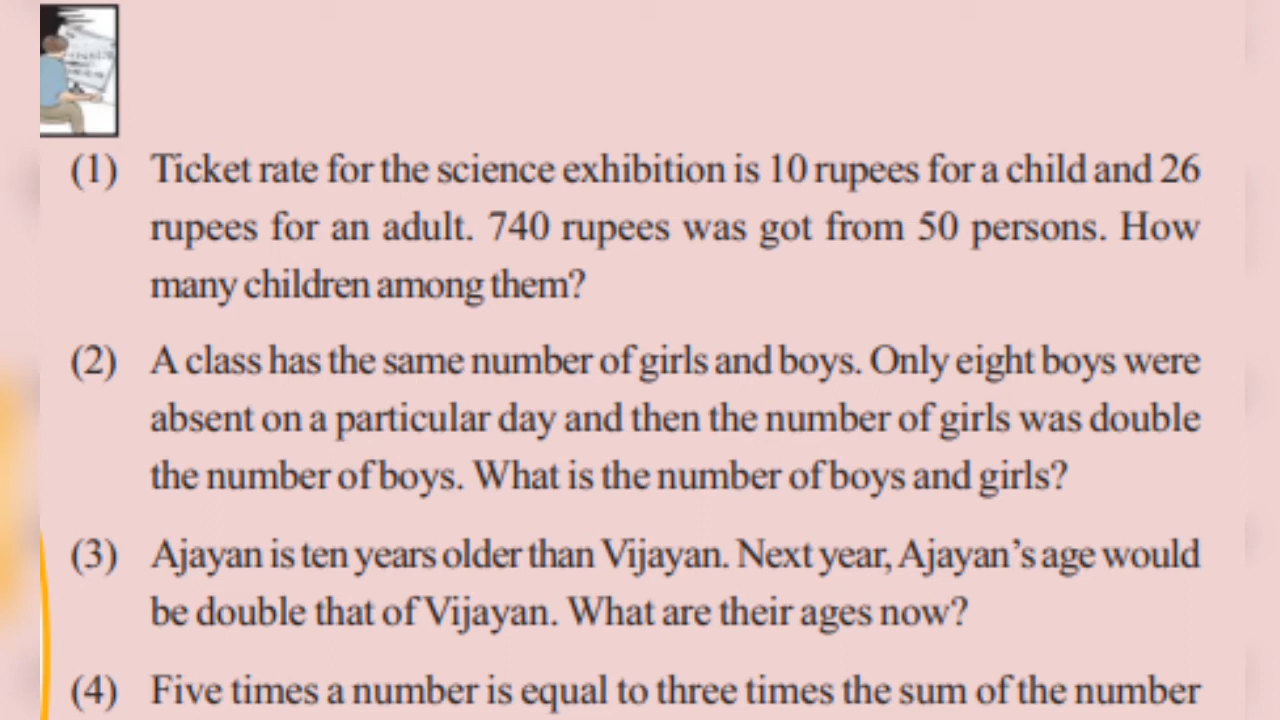 (1) Ticket rate for the science exhibition is 10 rupees for a child and 26
rupees for an adult. 740 rupees was got from 50 persons. How
many children among them?
(2) A class has the same number of girls and boys. Only eight boys were
absent on a particular day and then the number of girls was double
the number of boys. What is the number of boys and girls?
(3) Ajayan is ten years older than Vijayan. Next year, Ajayan’s age would
be double that of Vijayan. What are their ages now?
(4) Five times a number is equal to three times the sum of the number